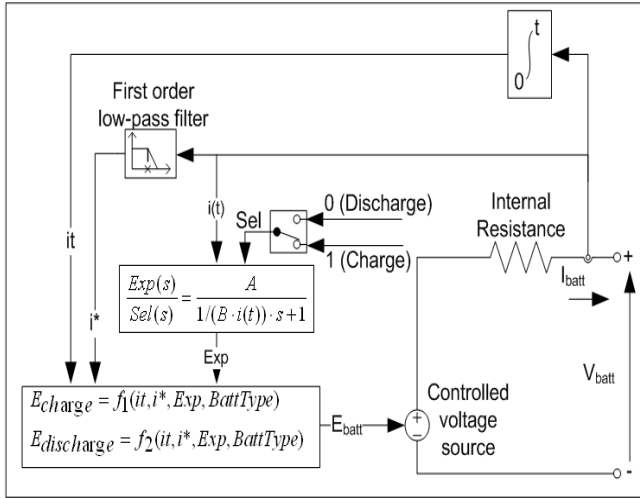 t
0
First order
low-pass filter
i(t)
Sel
0 (Discharge)
1 (Charge)
Internal
Resistance
+
I_batt
it
i*
Exp(s)/Sel(s) = A/(1/(B·i(t))·s+1)
Exp
V_batt
E_charge = f_1(it,i*,Exp,BattType)
E_discharge = f_2(it,i*,Exp,BattType)
E_batt
+
−
Controlled
voltage
source
-